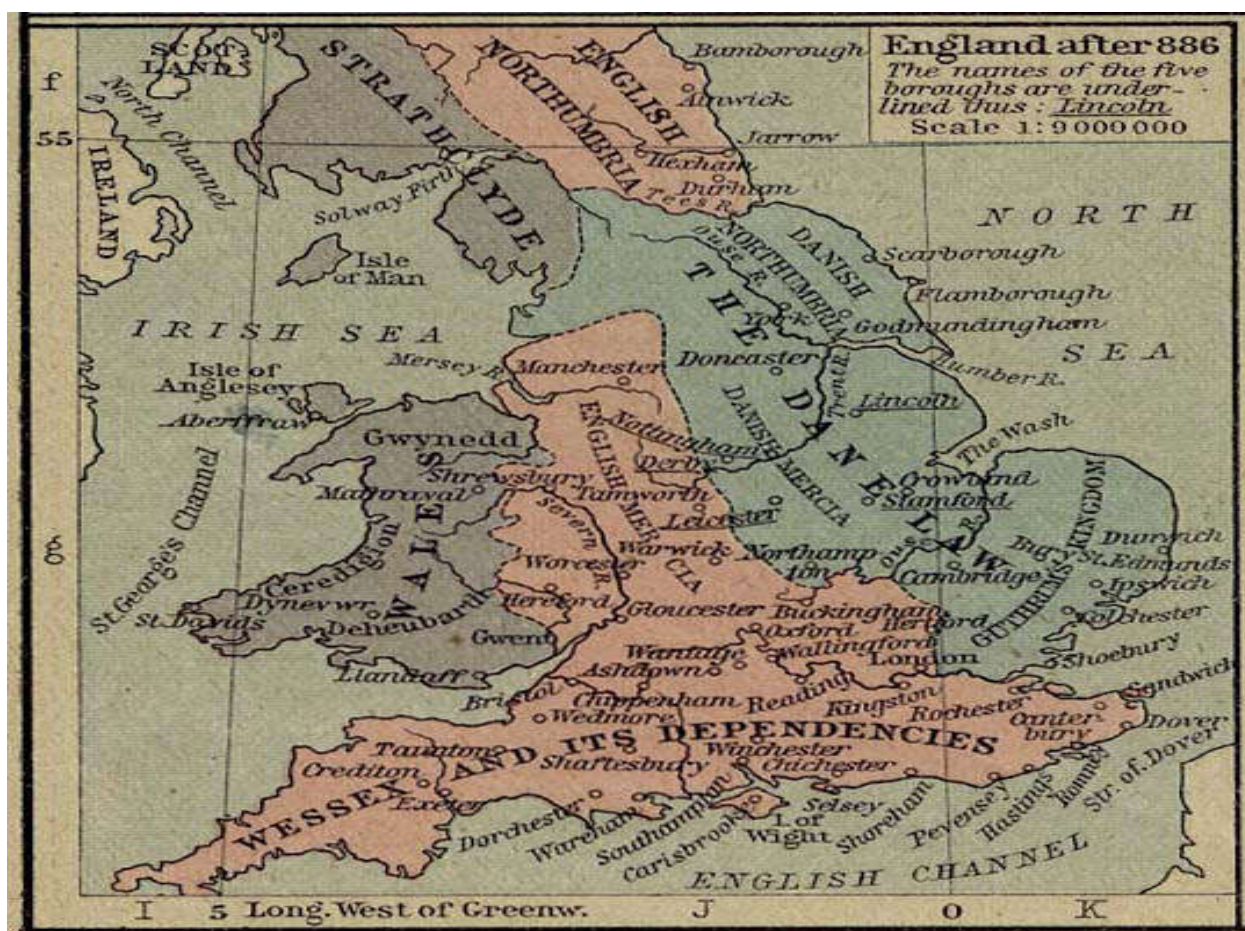 England after 886
The names of the five
boroughs are under-
lined thus: Lincoln
Scale 1:9000000
SCOT-
LAND
STRATHCLYDE
ENGLISH
NORTHUMBRIA
Bamborough
Alnwick
Jarrow
Hexham
Durham
Tees R.
f
55
North Channel
IRELAND
Solway Firth
Isle
of Man
NORTH
SEA
IRISH SEA
Ouse R.
DANISH
NORTHUMBRIA
THE DANELAW
Scarborough
Flamborough
York
Godmundingham
Humber R.
Mersey R.
Manchester
Doncaster
Trent R.
Isle of
Anglesey
Aberffraw
Lincoln
The Wash
Gwynedd
ENGLISH MERCIA
DANISH MERCIA
Nottingham
Derby
Shrewsbury
Mathraval
Tamworth
Leicester
Crowland
Stamford
WALES
Severn R.
St. George's Channel
g
Warwick
Northamp
ton
Ouse R.
Cambridge
GUTHRUM'S KINGDOM
Dunwich
St. Edmunds
Ipswich
Colchester
Worcester
Hereford
Ceredigion
Dynevwr
St. Davids
Deheubarth
Gwent
Gloucester
Buckingham
Hertford
Oxford
Wallingford
London
Shoebury
Llandaff
Wantage
Ashdown
Bristol
Chippenham
Reading
Kingston
Rochester
Sandwich
Canter
bury
Dover
Wedmore
WESSEX AND ITS DEPENDENCIES
Taunton
Shaftesbury
Winchester
Chichester
Crediton
Exeter
Dorchester
Wareham
Southampton
Carisbrooke
I. of
Wight
Selsey
Shoreham
Pevensey
Hastings
Romney
Str. of. Dover
ENGLISH CHANNEL
I 5 Long. West of Greenw. J 0 K